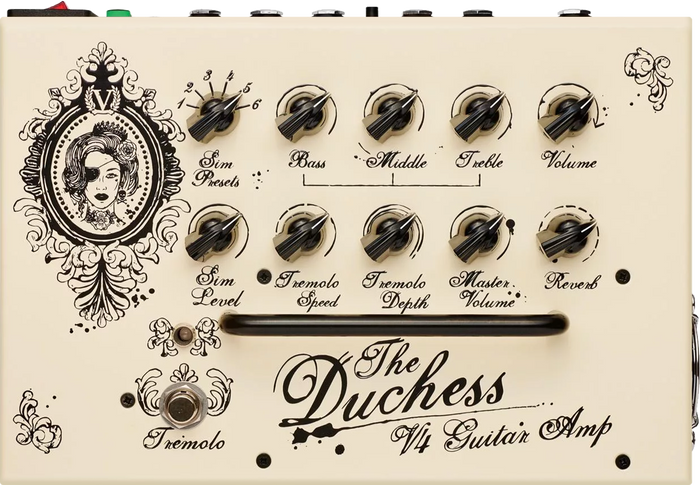 V
1 2 3 4 5 6
Sim
Presets
Bass
Middle
Treble
Volume
Sim
Level
Tremolo
Speed
Tremolo
Depth
Master
Volume
Reverb
The
Duchess
V4 Guitar Amp
Tremolo